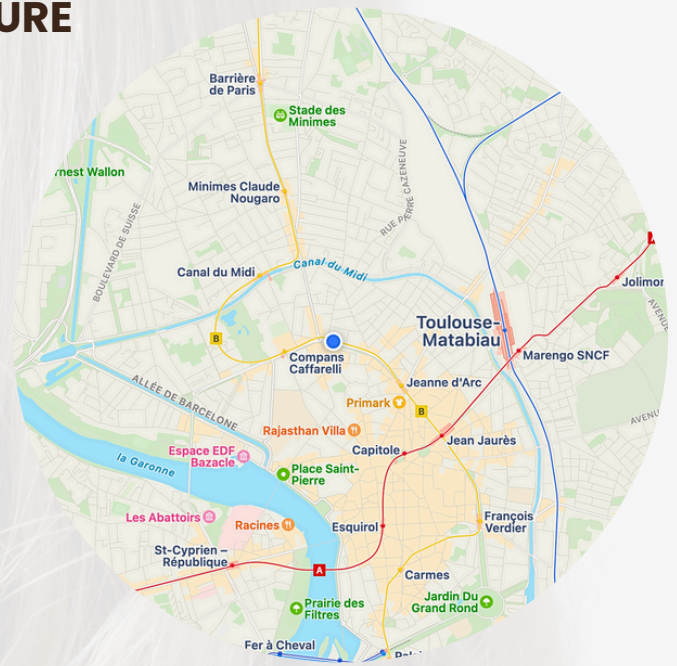 URE
Barrière
de Paris
Stade des
Minimes
rnest Wallon
Minimes Claude
Nougaro
RUE PIERRE CAZENEUVE
BOULEVARD DE SUISSE
Canal du Midi
Canal du Midi
A
Jolimon
AVENUE
B
Toulouse-
Matabiau
Marengo SNCF
Compans
Caffarelli
Jeanne d'Arc
ALLÉE DE BARCELONE
Primark
B
AVENU
Rajasthan Villa
Jean Jaurès
Capitole
Espace EDF
Bazacle
la Garonne
Place Saint-
Pierre
Les Abattoirs
Racines
Esquirol
François
Verdier
St-Cyprien –
République
A
Carmes
Prairie des
Filtres
Jardin Du
Grand Rond
Fer à Cheval